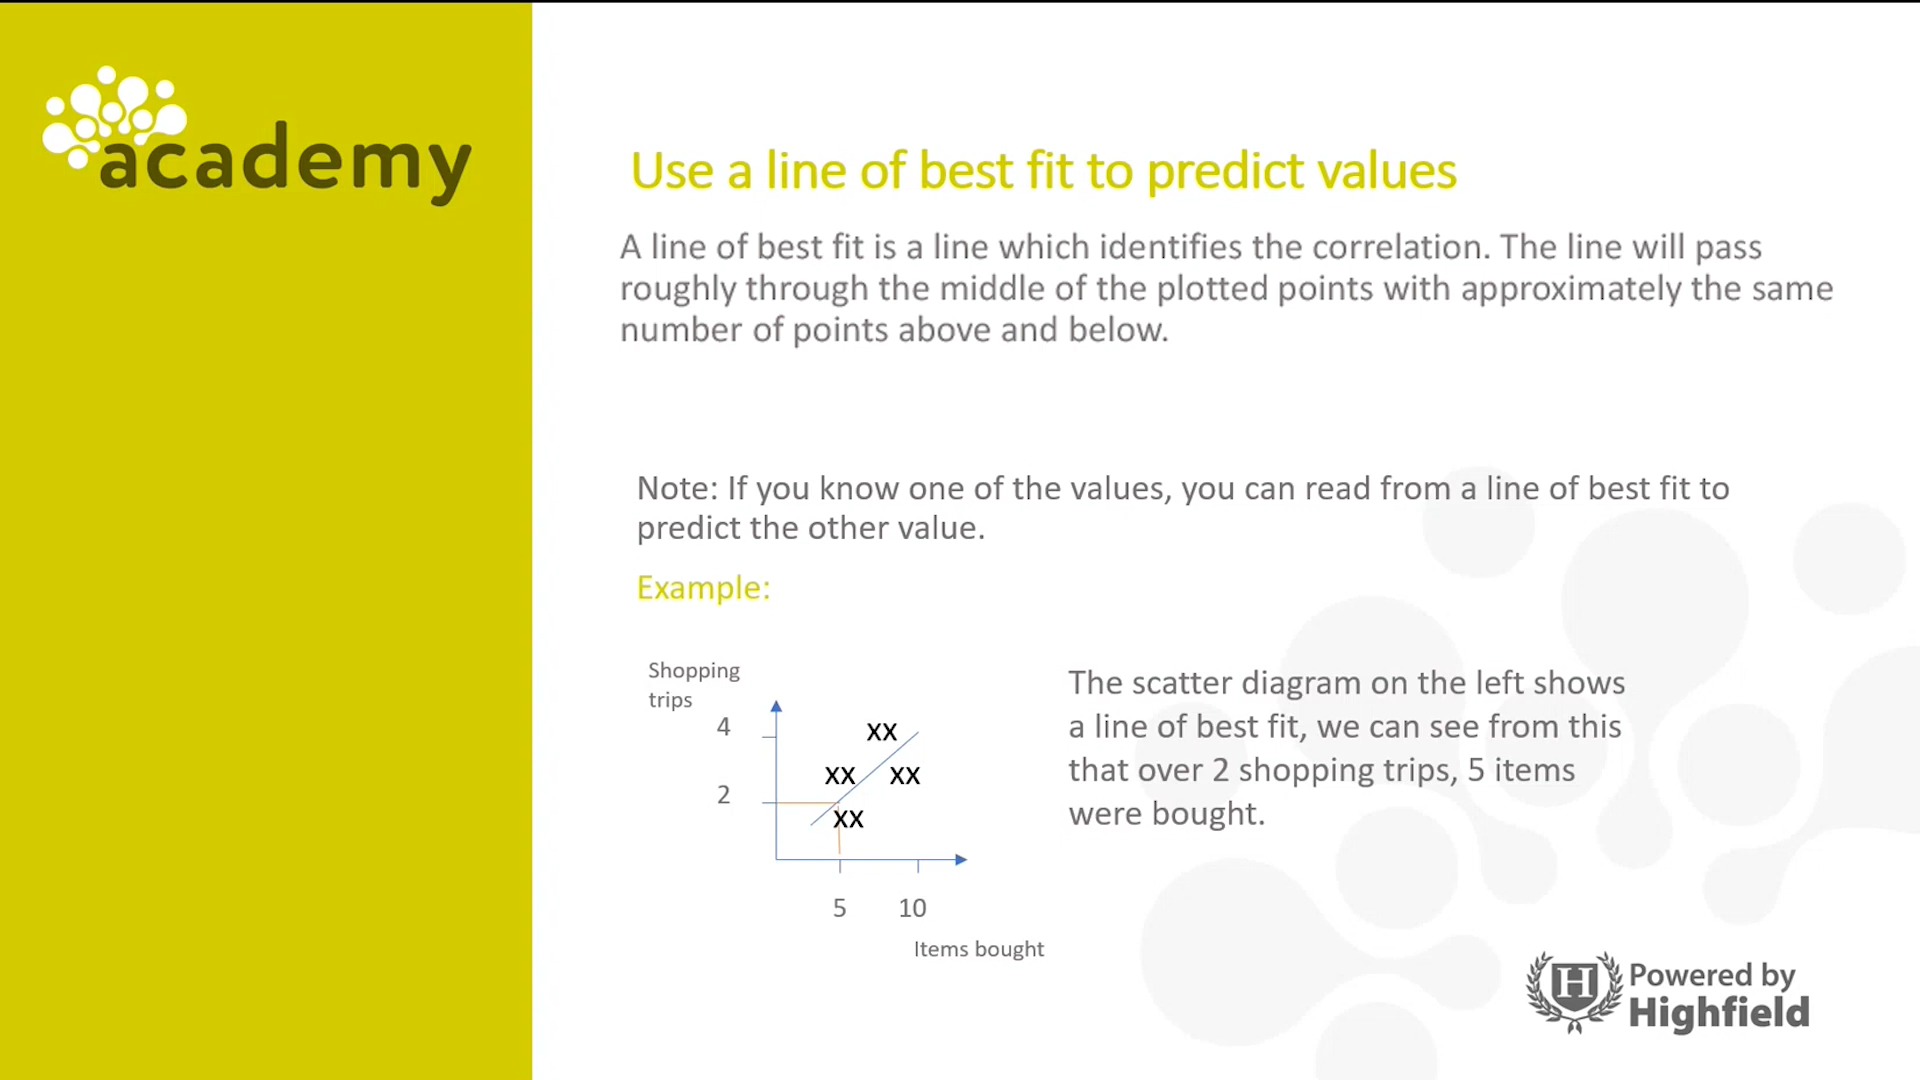 academy
Use a line of best fit to predict values
A line of best fit is a line which identifies the correlation. The line will pass
roughly through the middle of the plotted points with approximately the same
number of points above and below.
Note: If you know one of the values, you can read from a line of best fit to
predict the other value.
Example:
Shopping
trips
4
2
XX
XX XX
XX
5 10
Items bought
The scatter diagram on the left shows
a line of best fit, we can see from this
that over 2 shopping trips, 5 items
were bought.
H
Powered by
Highfield